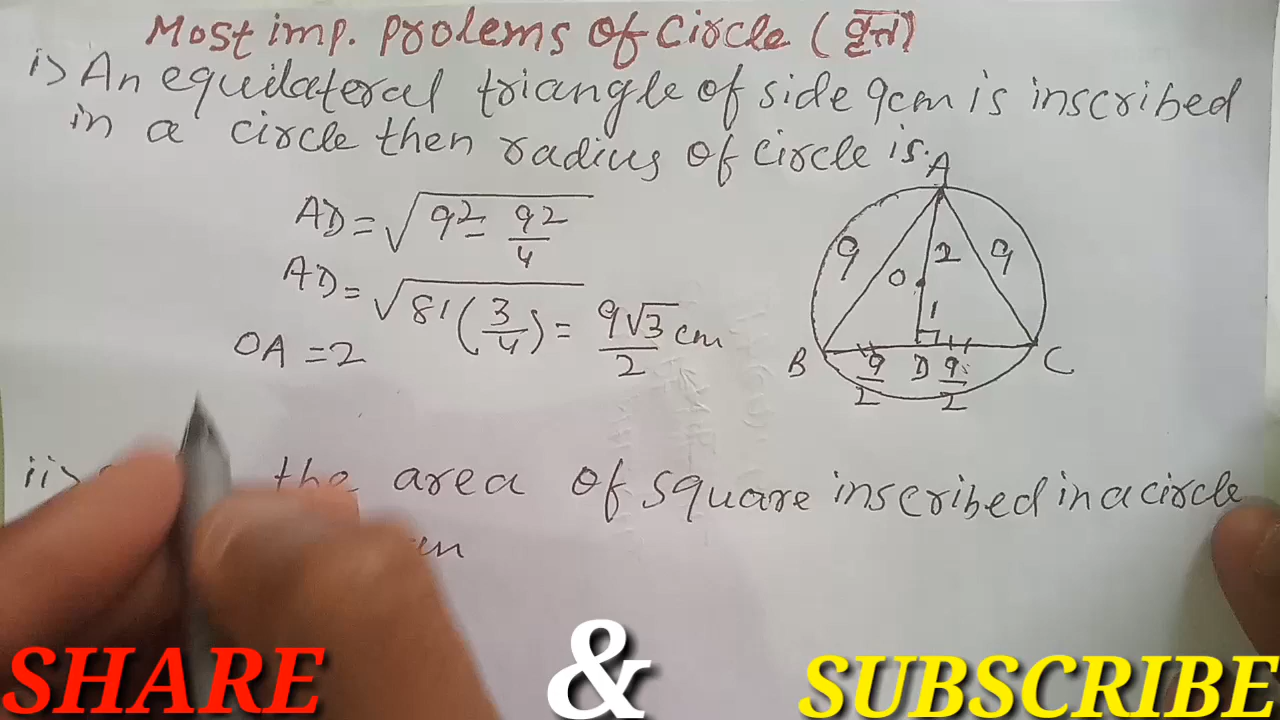 Most imp. prolems of Circle (वृत्त)
i> An equilateral triangle of side 9cm is inscribed
in a circle then radius of circle is.
AD = √9² - 9²/4
AD = √81(3/4) = 9√3/2 cm
OA = 2
A
9 2 9
O
1
B 9/2 D 9/2 C
ii> the area of square inscribed in a circle
SHARE & SUBSCRIBE